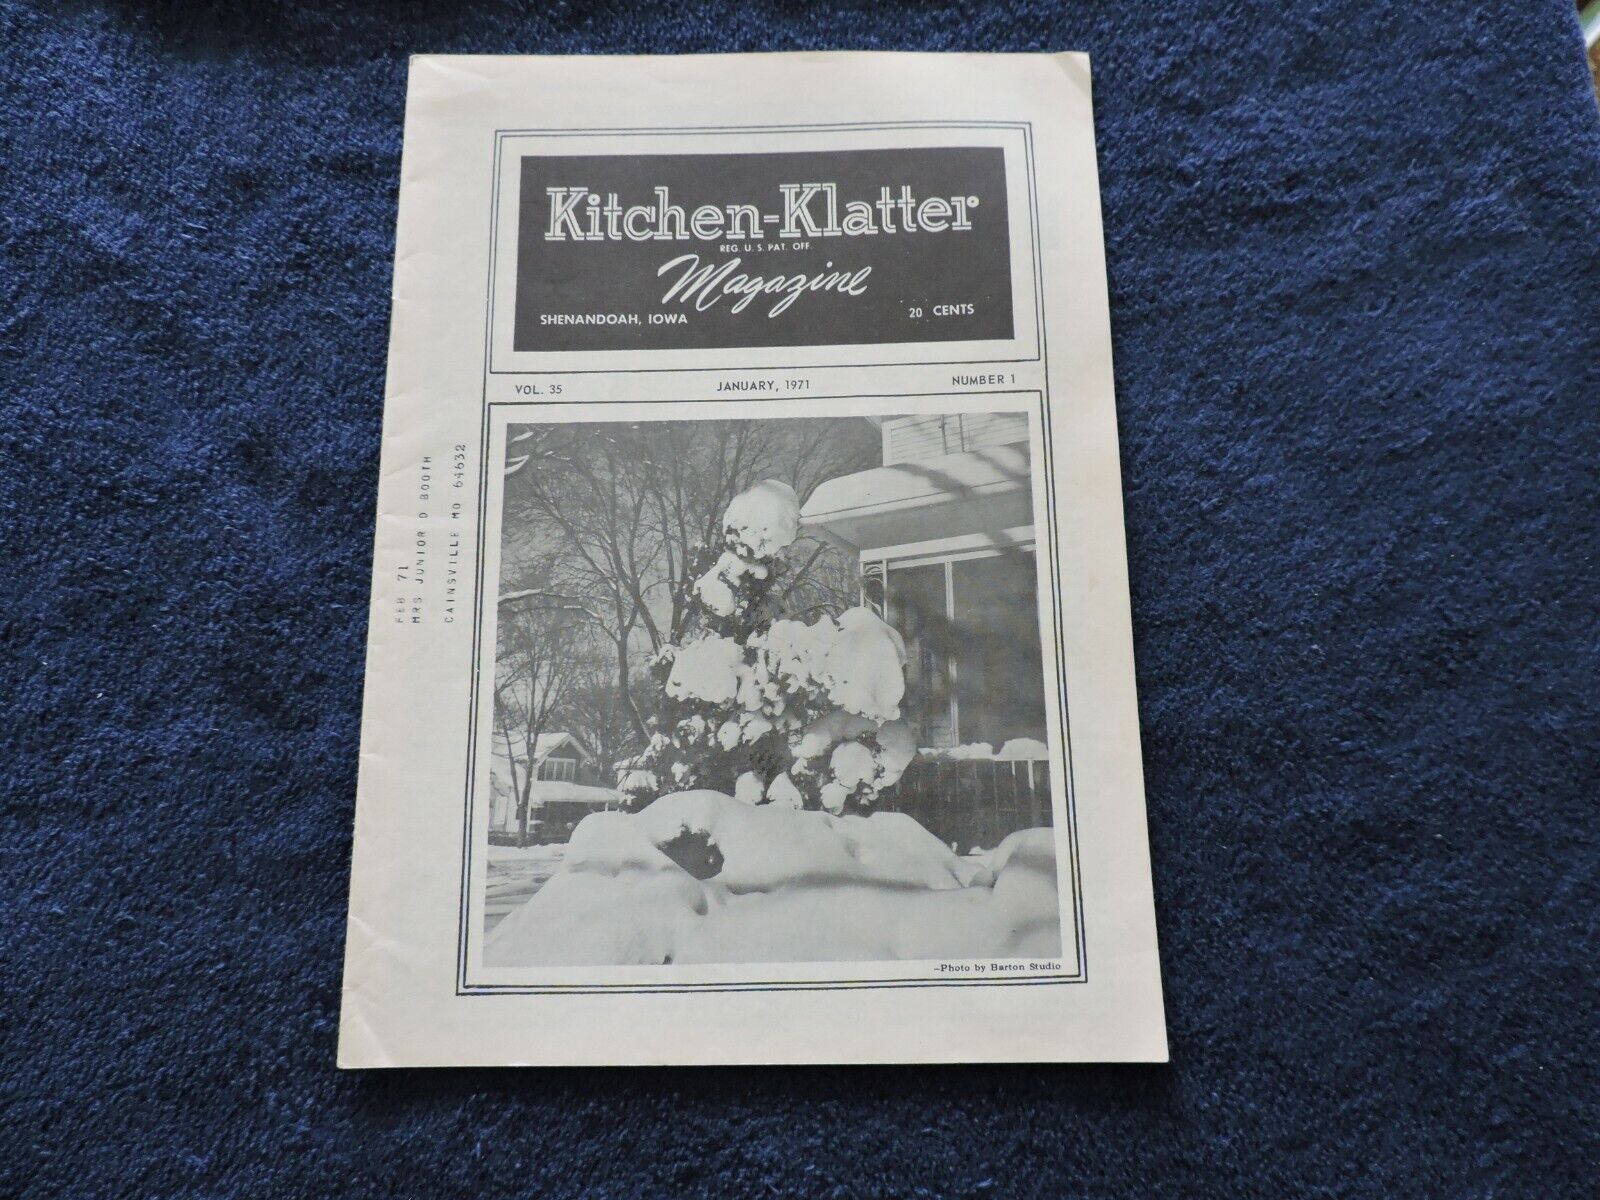 Kitchen-Klatter
REG. U. S. PAT. OFF.
Magazine
SHENANDOAH, IOWA
20 CENTS
VOL. 35
JANUARY, 1971
NUMBER 1
FEB 71
MRS JUNIOR D BOOTH
CAINSVILLE MO 64632
—Photo by Barton Studio